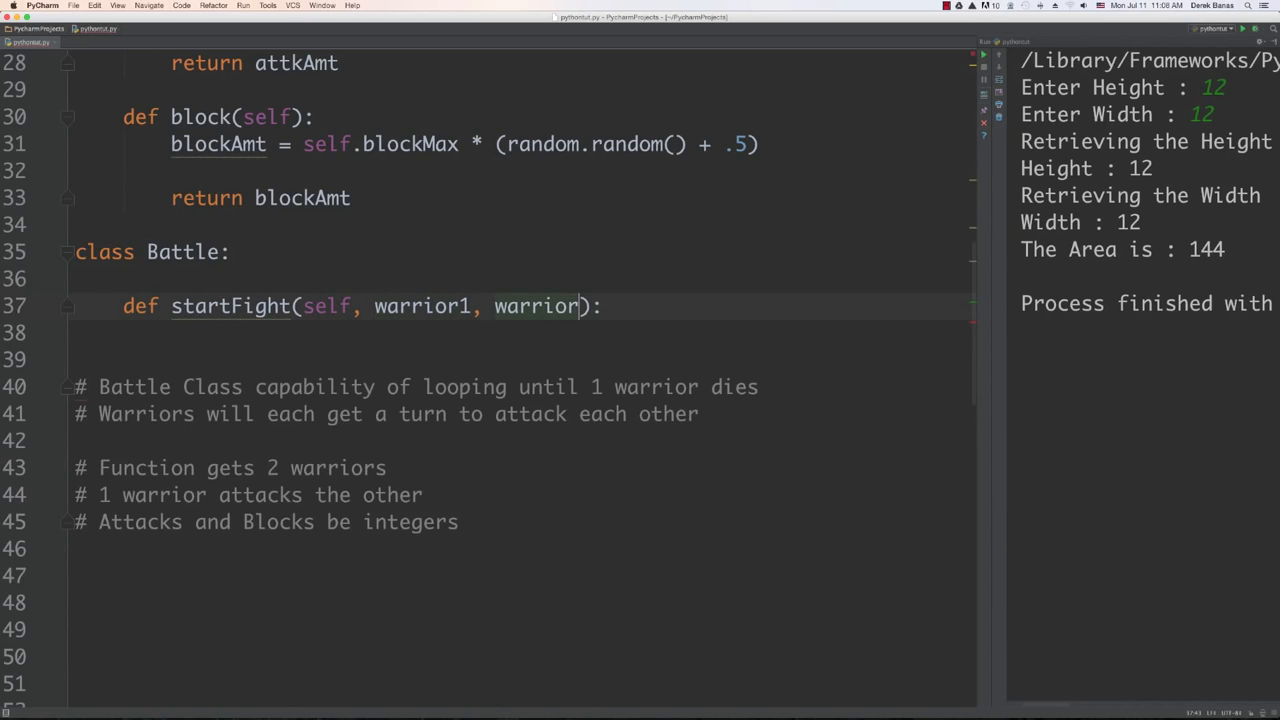 PyCharm File Edit View Navigate Code Refactor Run Tools VCS Window Help
10 Mon Jul 11 11:08 AM Derek Banas
pythontut.py - PycharmProjects - [~/PycharmProjects]
PycharmProjects pythontut.py pythontut
pythontut.py
Run pythontut
28 return attkAmt
29
30 def block(self):
31 blockAmt = self.blockMax * (random.random() + .5)
32
33 return blockAmt
34
35 class Battle:
36
37 def startFight(self, warrior1, warrior):
38
39
40 # Battle Class capability of looping until 1 warrior dies
41 # Warriors will each get a turn to attack each other
42
43 # Function gets 2 warriors
44 # 1 warrior attacks the other
45 # Attacks and Blocks be integers
46
47
48
49
50
51
/Library/Frameworks/Py
Enter Height : 12
Enter Width : 12
Retrieving the Height
Height : 12
Retrieving the Width
Width : 12
The Area is : 144
Process finished with
37:43 LF÷ UTF-8÷